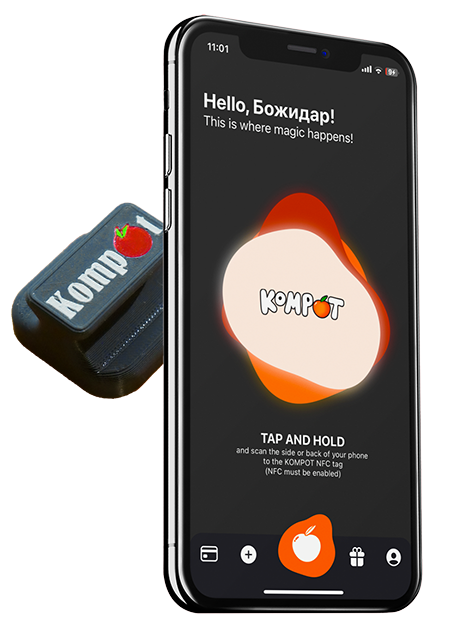 11:01
9+
Hello, Божидар!
This is where magic happens!
Kompot
KOMPOT
TAP AND HOLD
and scan the side or back of your phone
to the KOMPOT NFC tag
(NFC must be enabled)